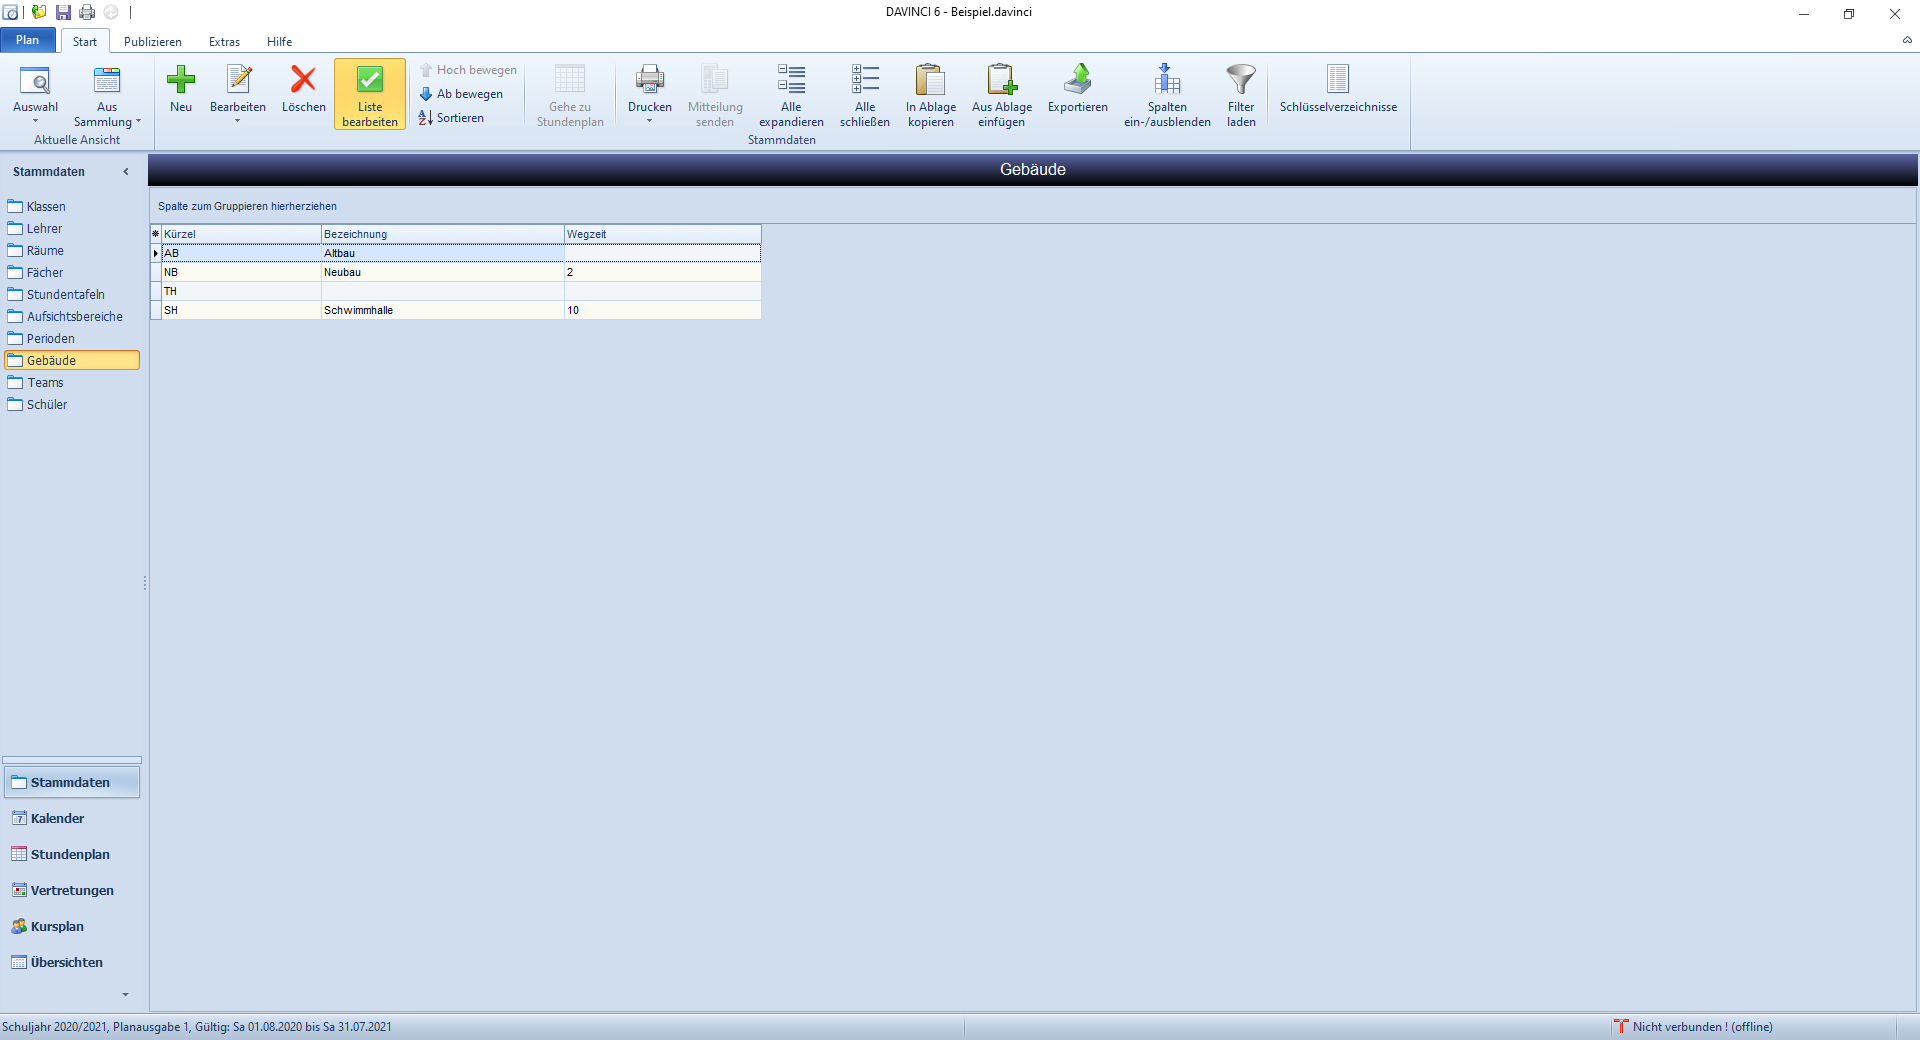 DAVINCI 6 - Beispiel.davinci
Plan
Start
Publizieren
Extras
Hilfe
Auswahl
Aus
Sammlung
Aktuelle Ansicht
Neu
Bearbeiten
Löschen
Liste
bearbeiten
Hoch bewegen
Ab bewegen
Sortieren
Gehe zu
Stundenplan
Drucken
Mitteilung
senden
Alle
expandieren
Alle
schließen
In Ablage
kopieren
Aus Ablage
einfügen
Exportieren
Spalten
ein-/ausblenden
Filter
laden
Stammdaten
Schlüsselverzeichnisse
Stammdaten
Klassen
Lehrer
Räume
Fächer
Stundentafeln
Aufsichtsbereiche
Perioden
Gebäude
Teams
Schüler
Gebäude
Spalte zum Gruppieren hierherziehen
Kürzel Bezeichnung Wegzeit
AB Altbau
NB Neubau 2
TH
SH Schwimmhalle 10
Stammdaten
Kalender
Stundenplan
Vertretungen
Kursplan
Übersichten
Schuljahr 2020/2021, Planausgabe 1, Gültig: Sa 01.08.2020 bis Sa 31.07.2021
Nicht verbunden ! (offline)